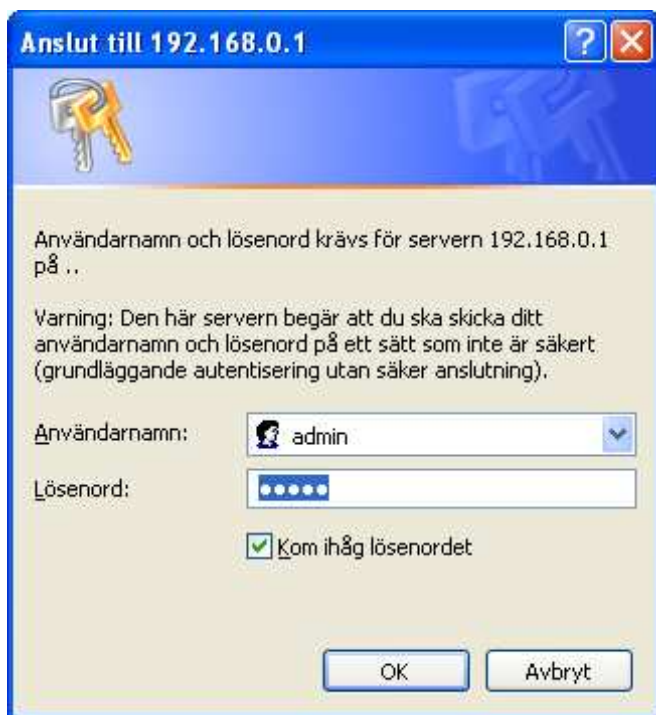 Anslut till 192.168.0.1
Användarnamn och lösenord krävs för servern 192.168.0.1
på ..
Varning: Den här servern begär att du ska skicka ditt
användarnamn och lösenord på ett sätt som inte är säkert
(grundläggande autentisering utan säker anslutning).
Användarnamn: admin
Lösenord: •••••
Kom ihåg lösenordet
OK Avbryt